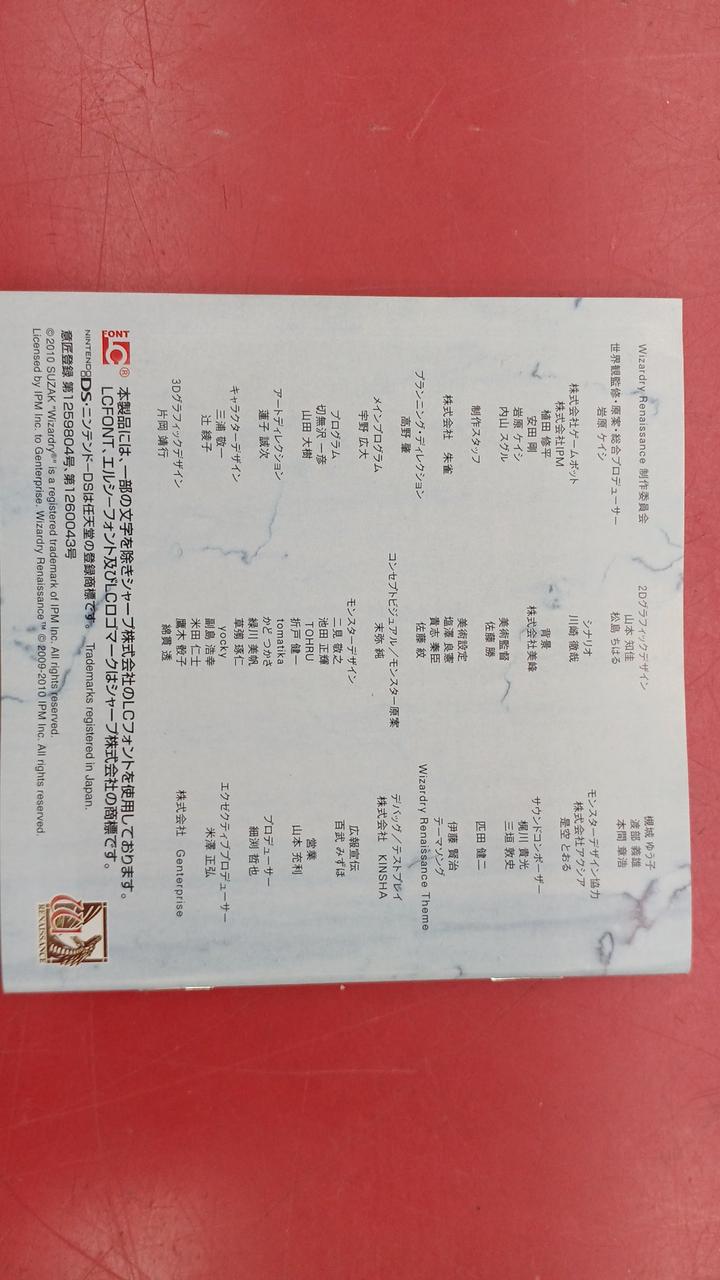 Wizardry Renaissance 制作委員会
世界観監修・原案・総合プロデューサー
岩原 ケイシ
株式会社ゲームポット
株式会社IPM
植田 修平
安田 剛
岩原 ケイシ
内山 スグル
制作スタッフ
株式会社 朱雀
プランニング・ディレクション
高野 肇
メインプログラム
宇野 広大
プログラム
切無沢 一彦
山田 大樹
アートディレクション
蓮子 誠次
キャラクターデザイン
三浦 敬一
辻 綾子
3Dグラフィックデザイン
片岡 靖行
2Dグラフィックデザイン
山本 知佳
松島 ちはる
シナリオ
川崎 徹哉
背景
株式会社美峰
美術監督
佐藤 勝
美術設定
塩澤 良憲
貴志 泰臣
佐藤 紋
コンセプトビジュアル／モンスター原案
末弥 純
モンスターデザイン
二見 敬之
池田 正輝
TOHRU
折戸 健一
tomatika
かどつかさ
緑川 美帆
草彅 琢仁
yocky
副島 浩幸
米田 仁士
鷹木 骰子
綿貫 透
槻城 ゆう子
渡部 義雄
本間 章浩
モンスターデザイン協力
株式会社アクシア
是空 とおる
サウンドコンポーザー
梶川 貴光
三垣 敦史
匹田 健二
伊藤 賢治
テーマソング
Wizardry Renaissance Theme
デバッグ／テストプレイ
株式会社 KINSHA
広報宣伝
百武 みずほ
営業
山本 充利
プロデューサー
細渕 哲也
エクゼクティブプロデューサー
米澤 正弘
株式会社 Genterprise
FONT LC®
本製品には、一部の文字を除きシャープ株式会社のLCフォントを使用しております。
LCFONT、エルシーフォント及びLCロゴマークはシャープ株式会社の商標です。
NINTENDO DS・ニンテンドーDSは任天堂の登録商標です。 Trademarks registered in Japan.
意匠登録 第1259804号、第1260043号
©2010 SUZAK "Wizardry®" is a registered trademark of IPM Inc. All rights reserved.
Licensed by IPM Inc. to Genterprise. Wizardry Renaissance™ © 2009-2010 IPM Inc. All rights reserved.
RENAISSANCE